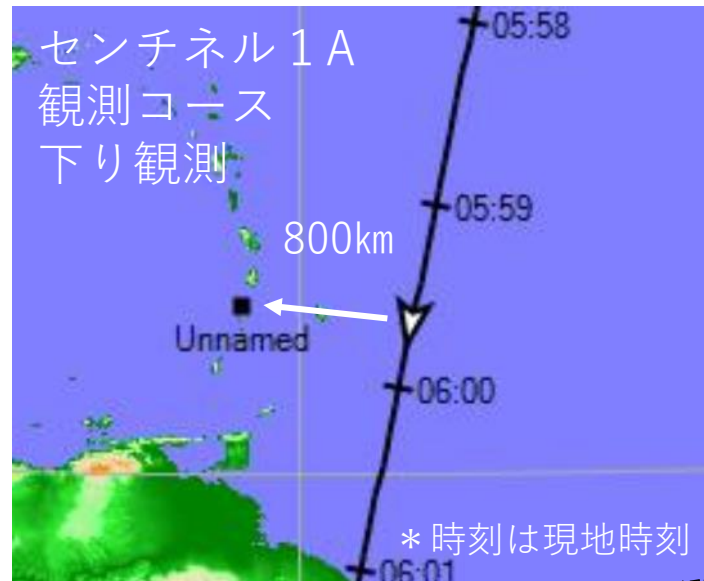 センチネル１A
観測コース
下り観測
05:58
05:59
800㎞
Unnamed
06:00
＊時刻は現地時刻
06:01